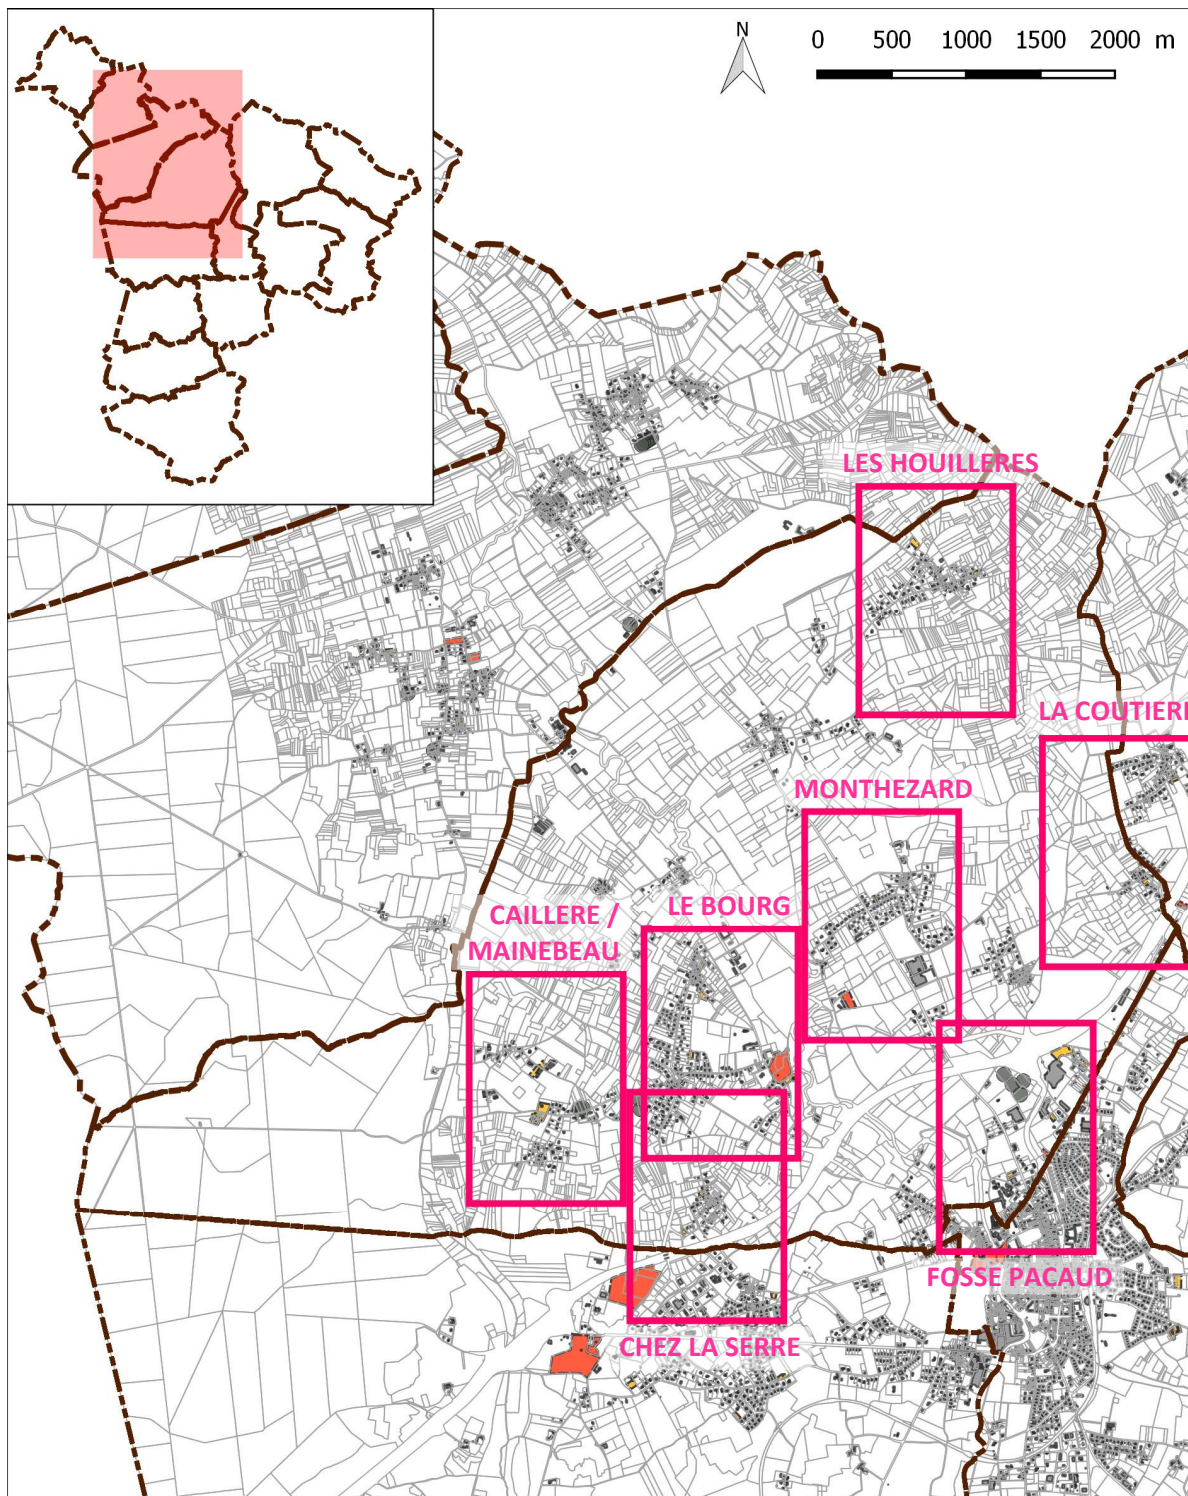 N
0 500 1000 1500 2000 m
LES HOUILLERES
LA COUTIERE
MONTHEZARD
CAILLERE /
MAINEBEAU
LE BOURG
FOSSE PACAUD
CHEZ LA SERRE